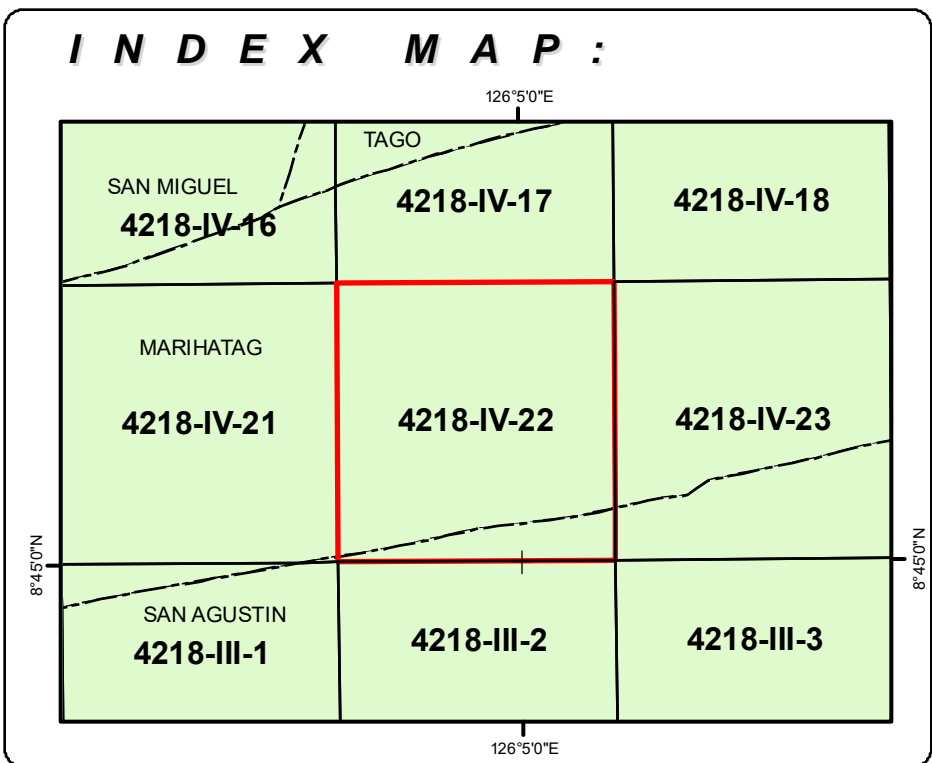 INDEX MAP:
126°5'0"E
TAGO
SAN MIGUEL
4218-IV-16
4218-IV-17
4218-IV-18
MARIHATAG
4218-IV-21
4218-IV-22
4218-IV-23
8°45'0"N
8°45'0"N
SAN AGUSTIN
4218-III-1
4218-III-2
4218-III-3
126°5'0"E